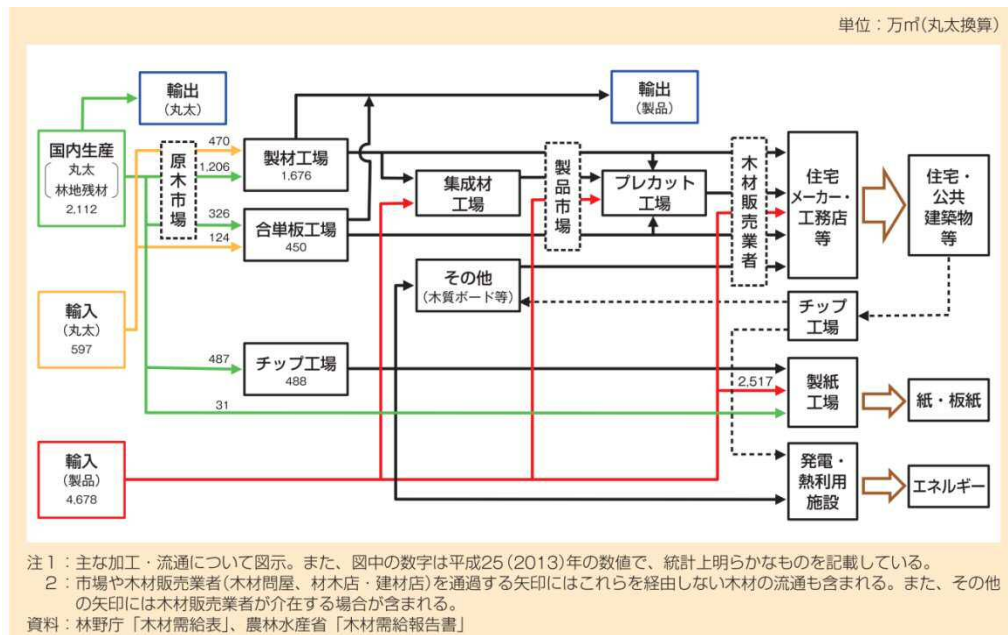 単位：万㎥(丸太換算)
輸出
(丸太)
輸出
(製品)
国内生産
丸太
林地残材
2,112
原木市場
470
1,206
326
124
製材工場
1,676
合単板工場
450
集成材
工場
製品市場
プレカット
工場
木材販売業者
住宅
メーカー・
工務店
等
住宅・
公共
建築物
等
その他
(木質ボード等)
チップ
工場
輸入
(丸太)
597
487
チップ工場
488
31
2,517
製紙
工場
紙・板紙
輸入
(製品)
4,678
発電・
熱利用
施設
エネルギー
注１：主な加工・流通について図示。また、図中の数字は平成25(2013)年の数値で、統計上明らかなものを記載している。
２：市場や木材販売業者(木材問屋、材木店・建材店)を通過する矢印にはこれらを経由しない木材の流通も含まれる。また、その他
の矢印には木材販売業者が介在する場合が含まれる。
資料：林野庁「木材需給表」、農林水産省「木材需給報告書」